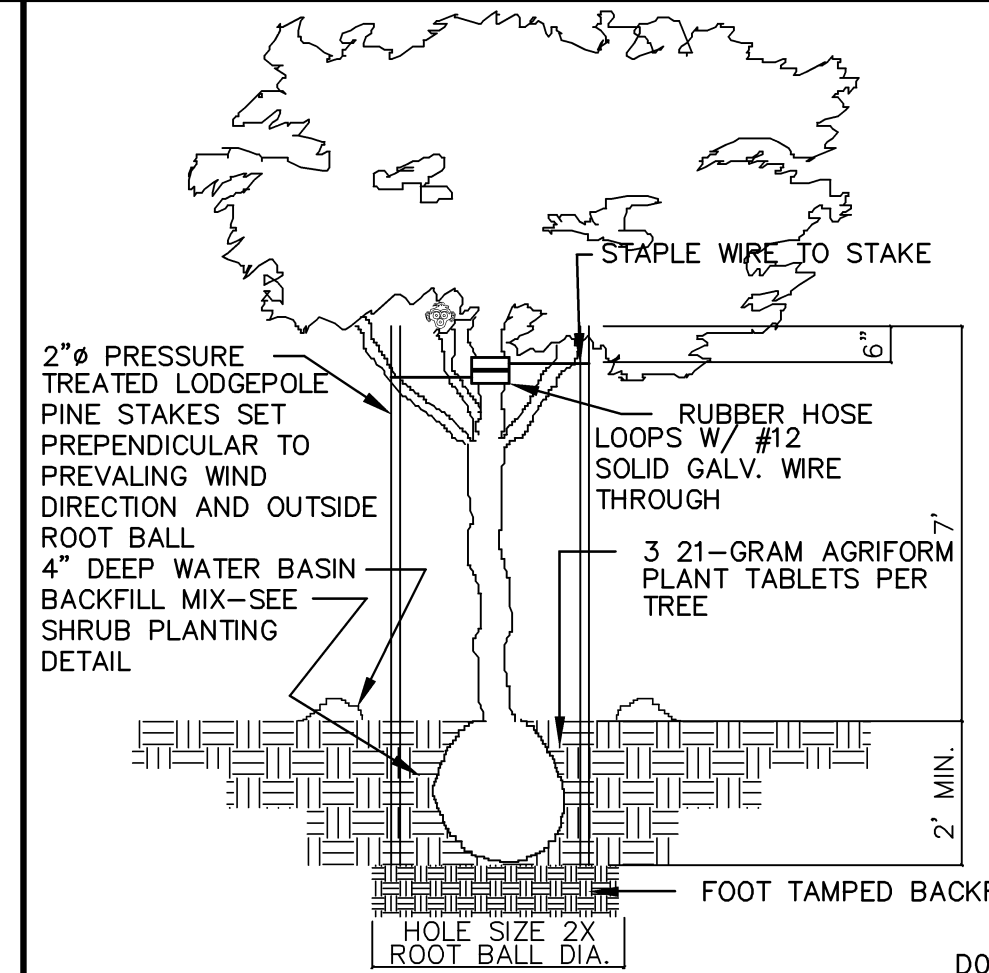 STAPLE WIRE TO STAKE
6"
2"ø PRESSURE
TREATED LODGEPOLE
PINE STAKES SET
PREPENDICULAR TO
PREVALING WIND
DIRECTION AND OUTSIDE
ROOT BALL
4" DEEP WATER BASIN
BACKFILL MIX-SEE
SHRUB PLANTING
DETAIL
RUBBER HOSE
LOOPS W/ #12
SOLID GALV. WIRE
THROUGH
7'
3 21-GRAM AGRIFORM
PLANT TABLETS PER
TREE
2' MIN.
FOOT TAMPED
HOLE SIZE 2X
ROOT BALL DIA.